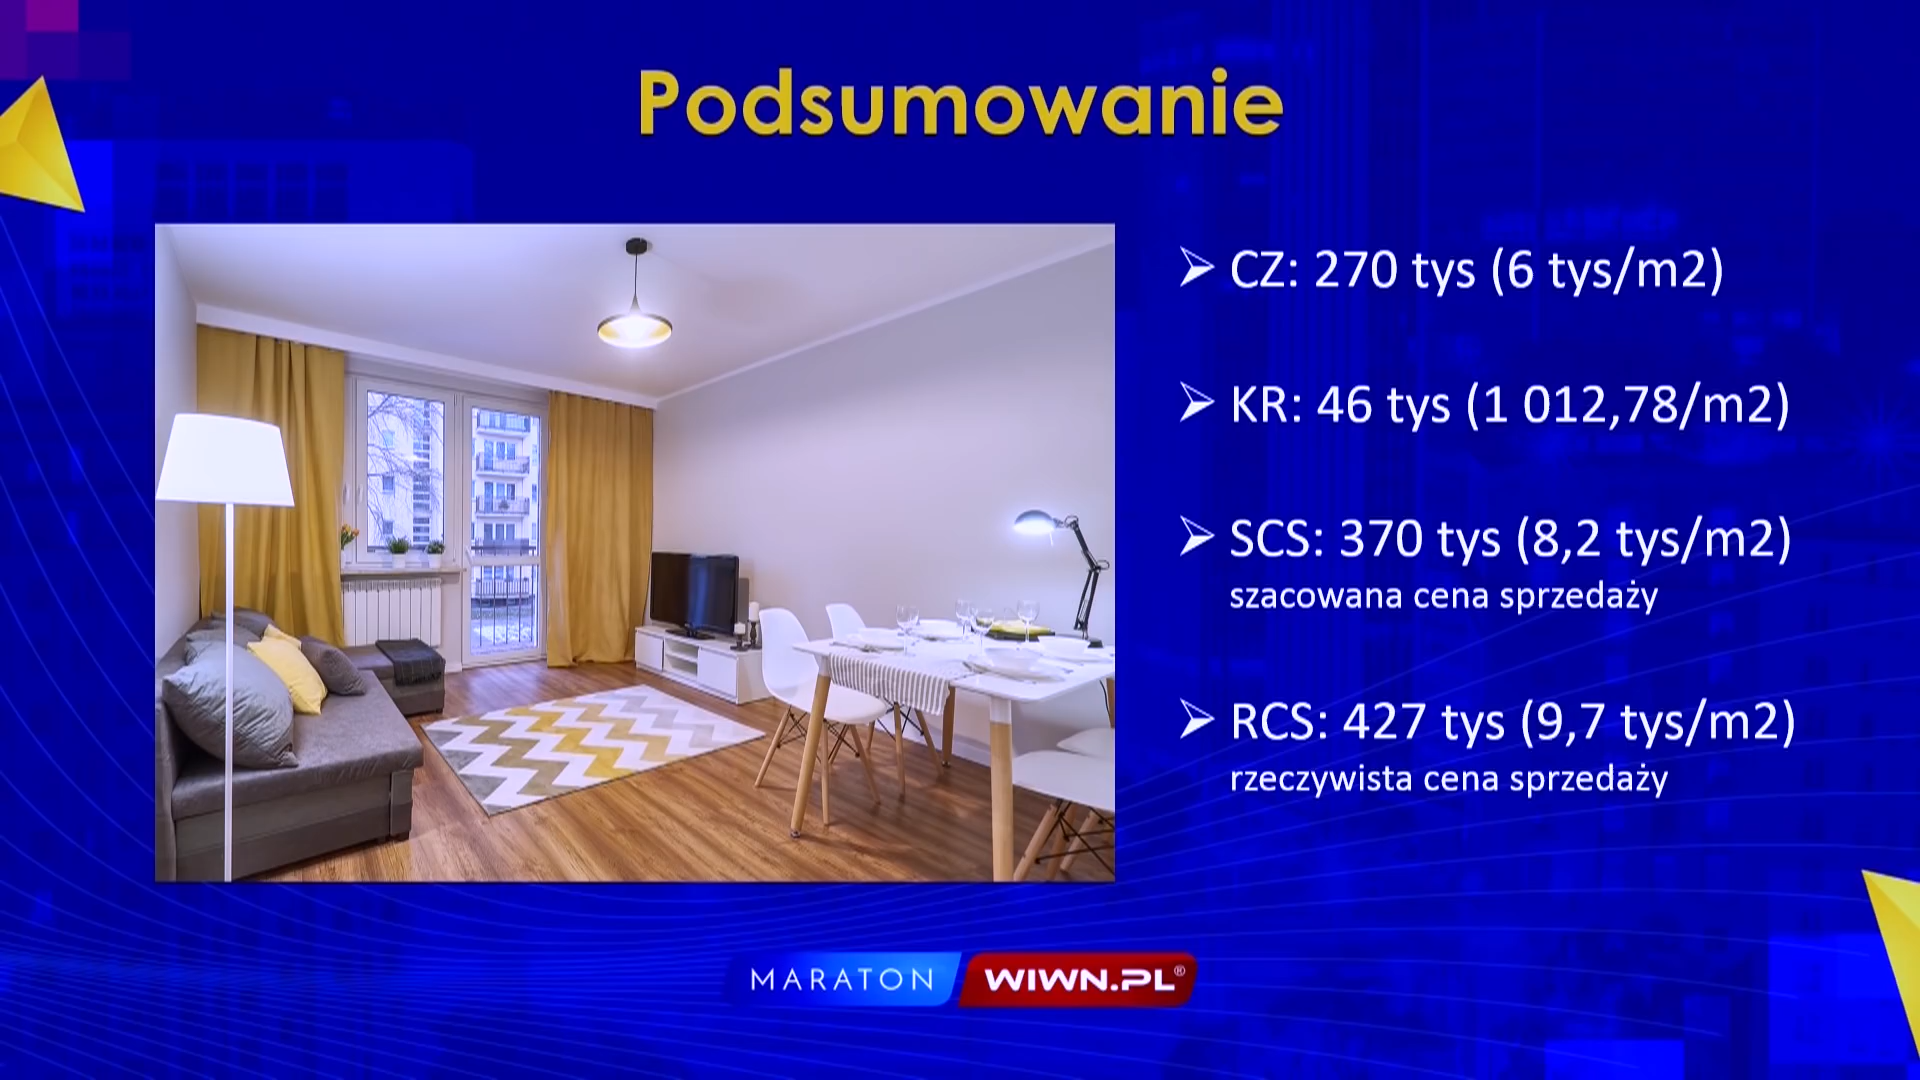 Podsumowanie
CZ: 270 tys (6 tys/m2)
KR: 46 tys (1 012,78/m2)
SCS: 370 tys (8,2 tys/m2)
szacowana cena sprzedaży
RCS: 427 tys (9,7 tys/m2)
rzeczywista cena sprzedaży
MARATON WIWN.PL®